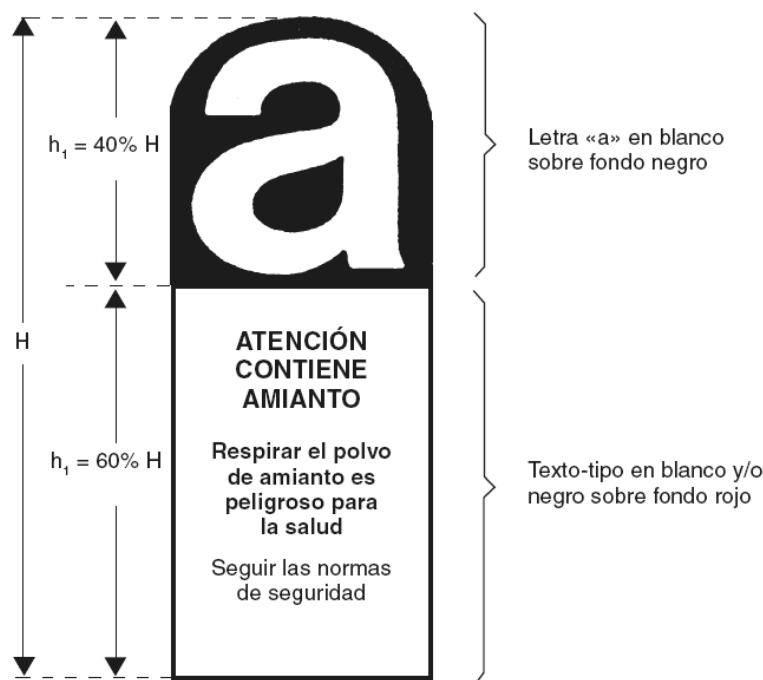 a
h₁ = 40% H
Letra «a» en blanco
sobre fondo negro
H
ATENCIÓN
CONTIENE
AMIANTO
Respirar el polvo
de amianto es
peligroso para
la salud
Seguir las normas
de seguridad
h₁ = 60% H
Texto-tipo en blanco y/o
negro sobre fondo rojo